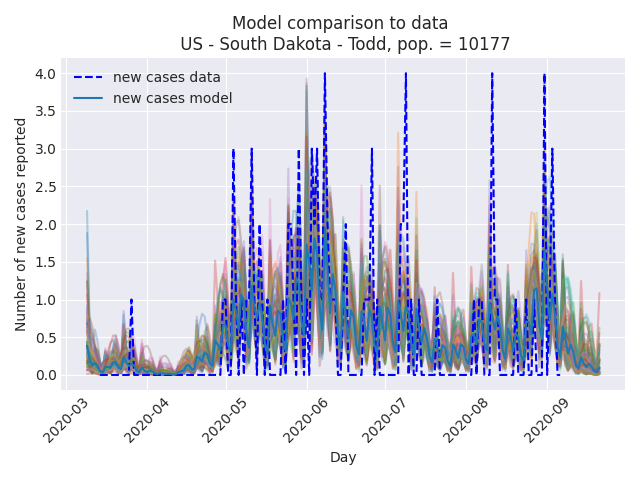 Model comparison to data
US - South Dakota - Todd, pop. = 10177
new cases data
new cases model
Number of new cases reported
4.0
3.5
3.0
2.5
2.0
1.5
1.0
0.5
0.0
2020-03
2020-04
2020-05
2020-06
2020-07
2020-08
2020-09
Day